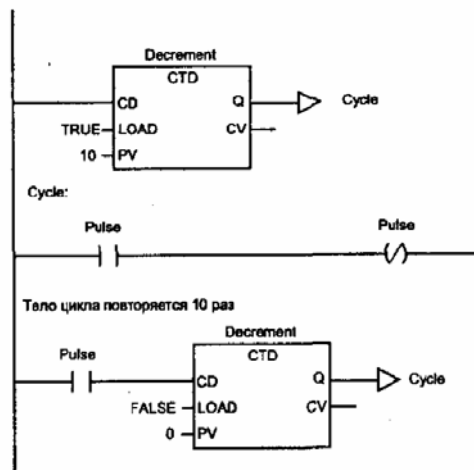 Decrement
CTD
CD Q Cycle
TRUE LOAD CV
10 PV
Cycle:
Pulse Pulse
Тело цикла повторяется 10 раз
Decrement
CTD
Pulse
CD Q Cycle
FALSE LOAD CV
0 PV